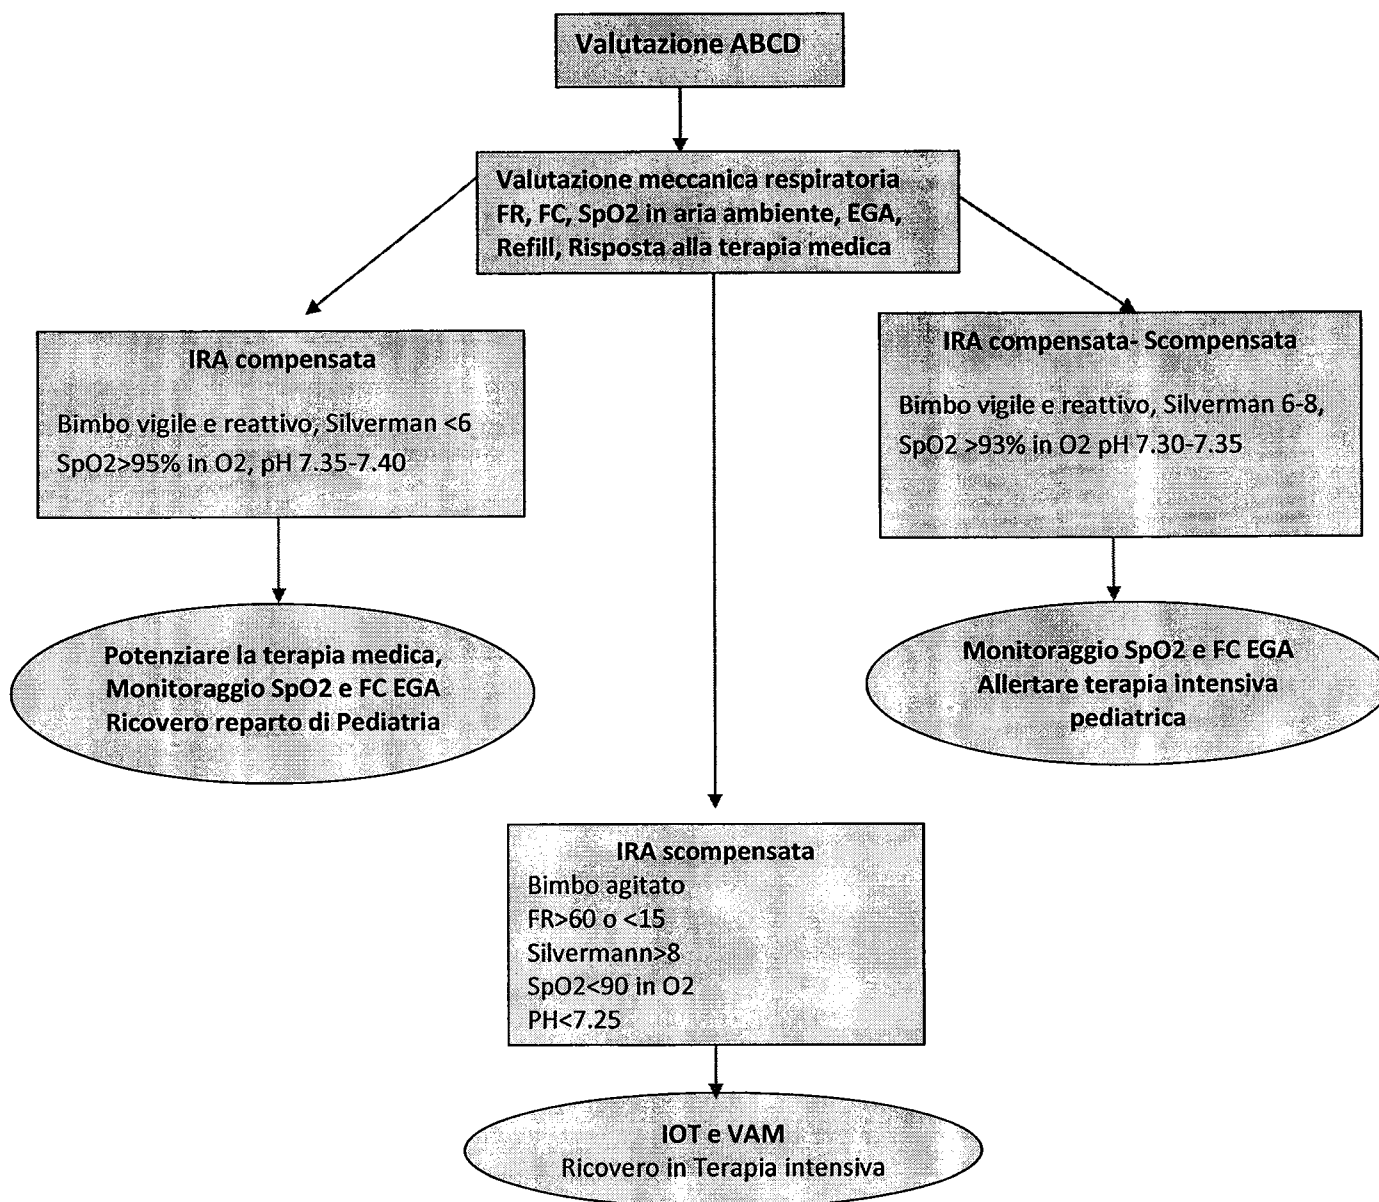 Valutazione ABCD
Valutazione meccanica respiratoria
FR, FC, SpO2 in aria ambiente, EGA,
Refill, Risposta alla terapia medica
IRA compensata
Bimbo vigile e reattivo, Silverman <6
SpO2>95% in O2, pH 7.35-7.40
IRA compensata- Scompensata
Bimbo vigile e reattivo, Silverman 6-8,
SpO2 >93% in O2 pH 7.30-7.35
Potenziare la terapia medica,
Monitoraggio SpO2 e FC EGA
Ricovero reparto di Pediatria
Monitoraggio SpO2 e FC EGA
Allertare terapia intensiva
pediatrica
IRA scompensata
Bimbo agitato
FR>60 o <15
Silvermann>8
SpO2<90 in O2
PH<7.25
IOT e VAM
Ricovero in Terapia intensiva